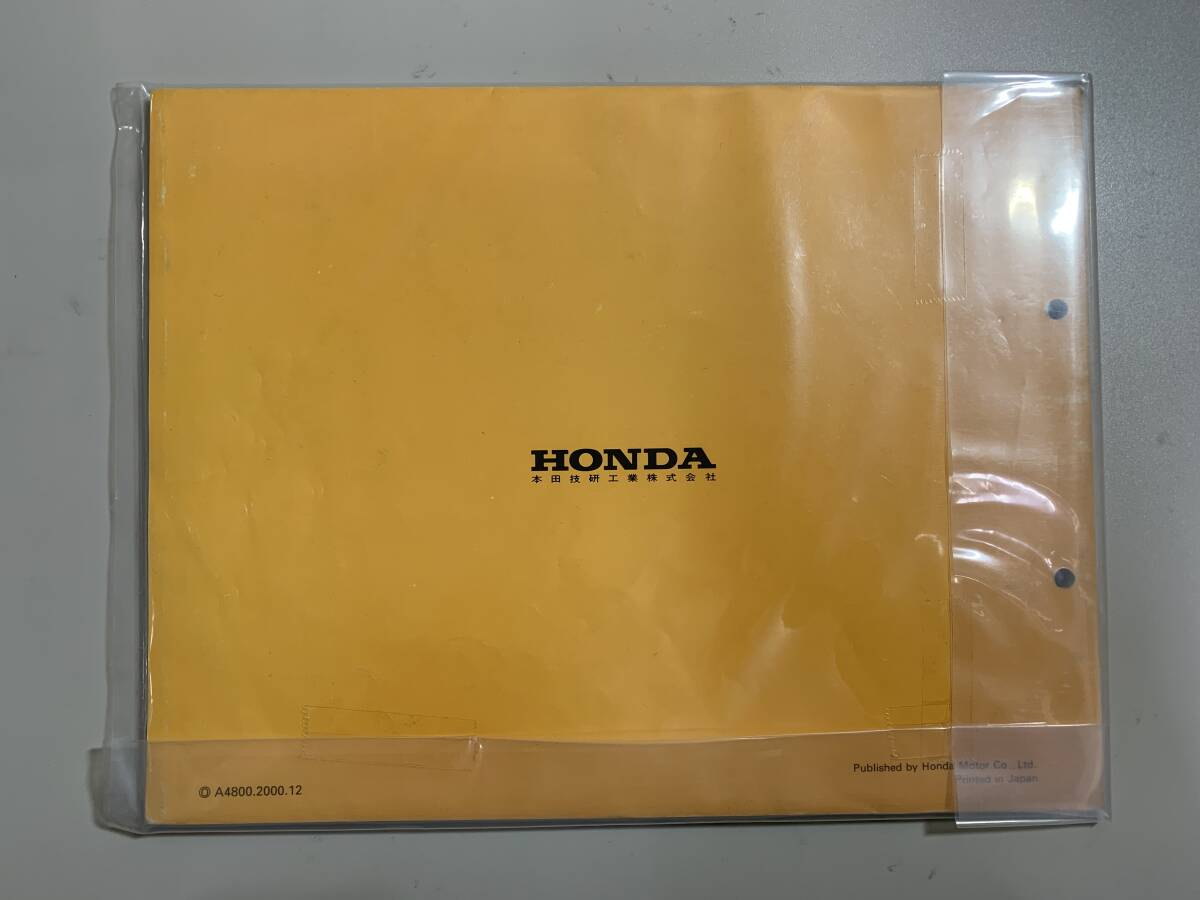 HONDA
本田技研工業株式会社
Published by Honda Motor Co., Ltd.
Printed in Japan
◎ A4800.2000.12